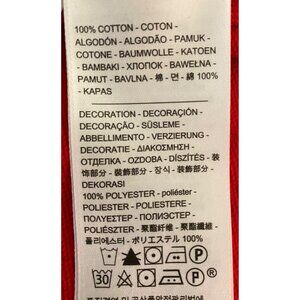 100% COTTON - COTON -
ALGODÓN - ALGODÃO - PAMUK -
COTONE - BAUMWOLLE - KATOEN
- BAMBAKI - ХЛОПОК - BAWEŁNA -
PAMUT - BAVLNA - 棉 - 면 - 綿 100%
- KAPAS
DECORATION - DECORACIÓN -
DECORAÇÃO - SÜSLEME -
ABBELLIMENTO - VERZIERUNG -
DECORATIE - ΔΙΑΚΟΣΜΗΣΗ -
ОТДЕЛКА - OZDOBA - DÍSZÍTÉS - 装
饰部分 - 裝飾部分 - 장식 - 装飾部分 -
DEKORASI
100% POLYESTER - poliéster -
POLIESTER - POLIESTERE -
ПОЛУЕΣΤΕΡ - ПОЛИЭСТЕР -
POLIESZTER - 聚酯纤维 - 聚酯纖維 -
폴리에스터 - ポリエステル 100%
P
30 P